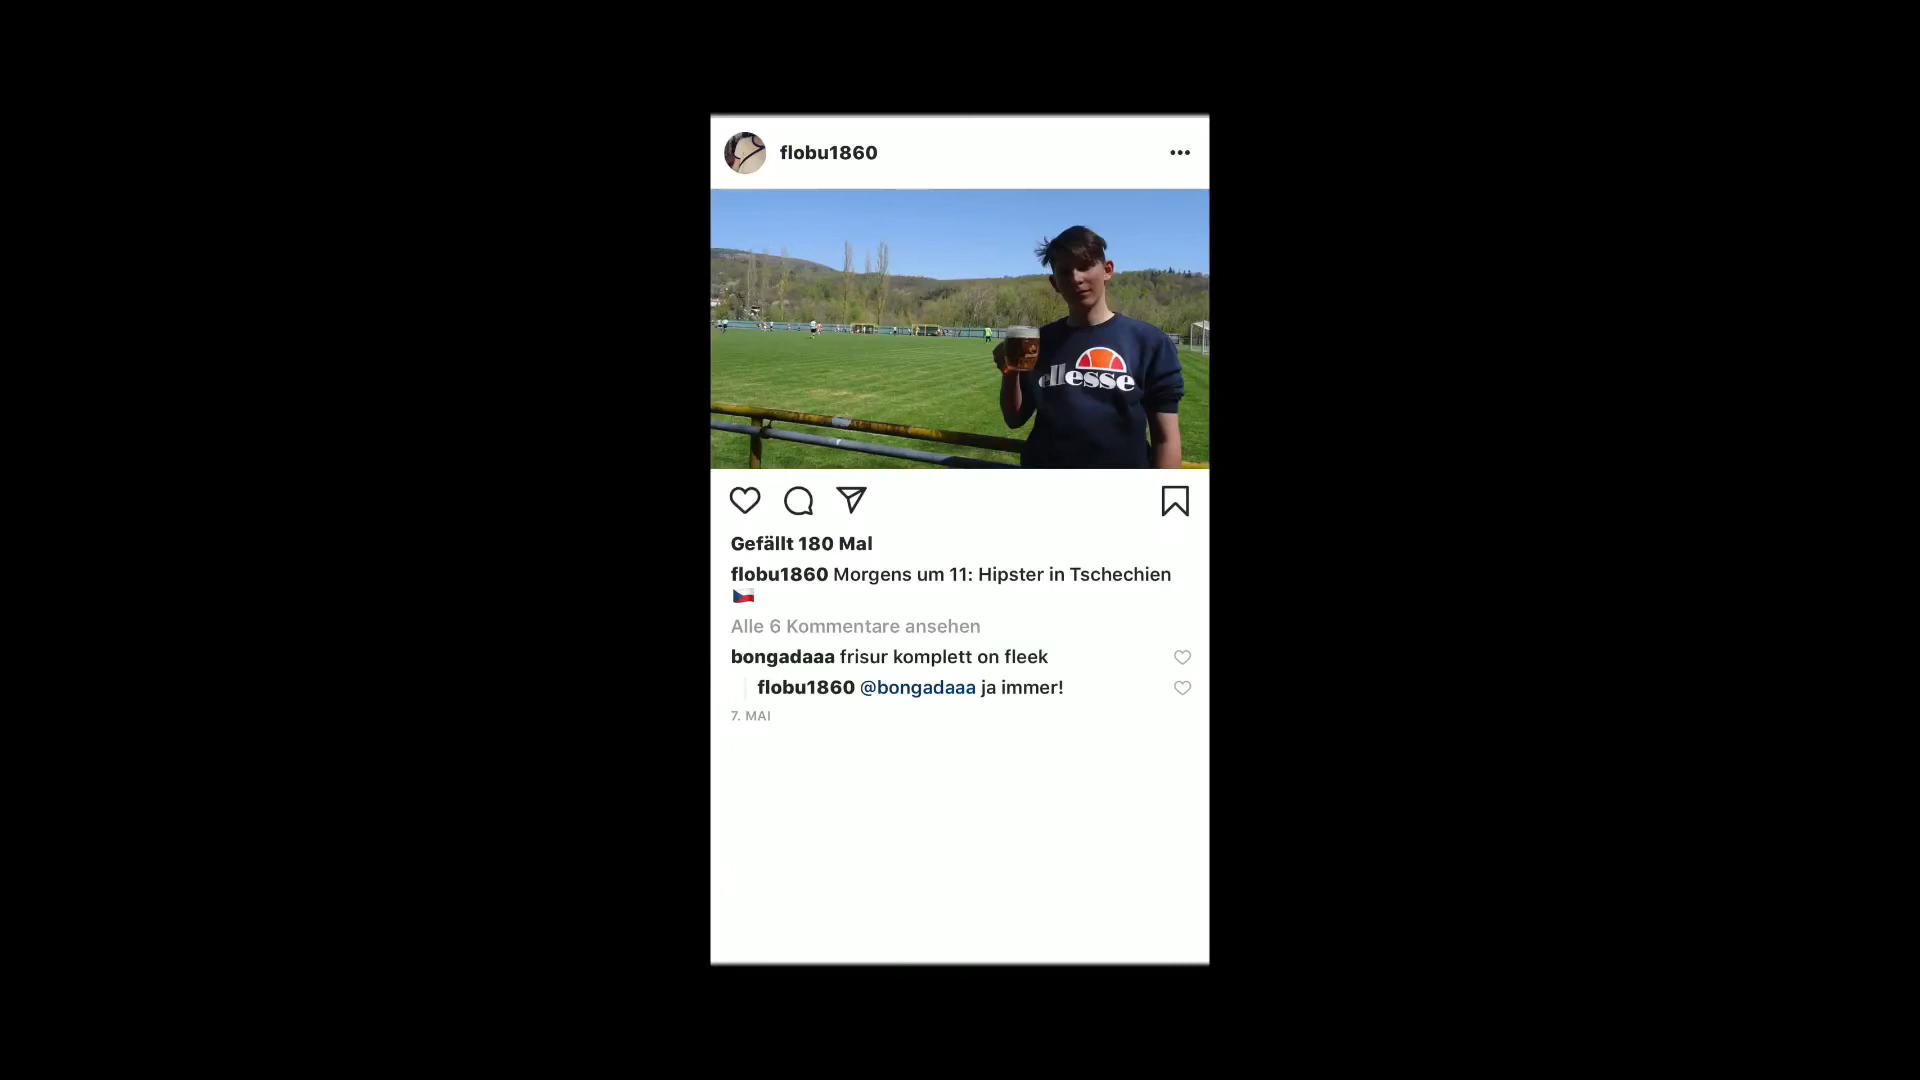 flobu1860
ellesse
Gefällt 180 Mal
flobu1860 Morgens um 11: Hipster in Tschechien
🇨🇿
Alle 6 Kommentare ansehen
bongadaaa frisur komplett on fleek
flobu1860 @bongadaaa ja immer!
7. MAI